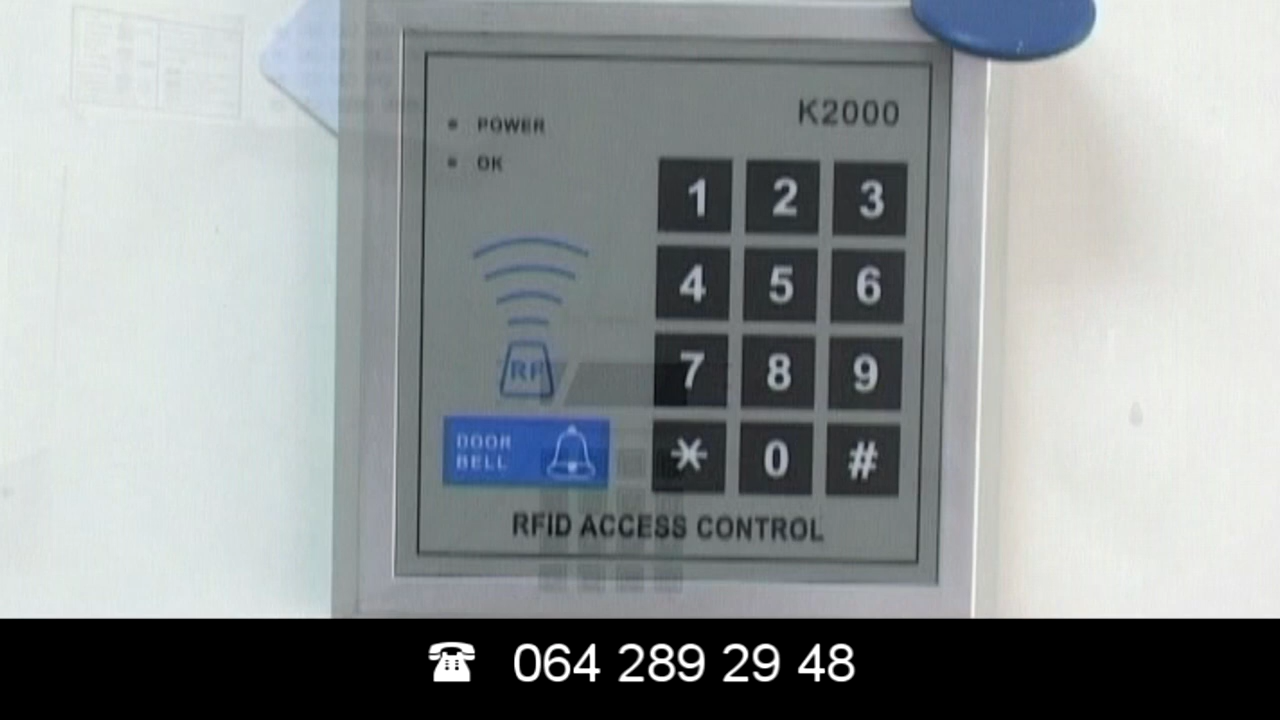 K2000
POWER
OK
1 2 3
4 5 6
7 8 9
* 0 #
RF
DOOR
BELL
RFID ACCESS CONTROL
☎ 064 289 29 48